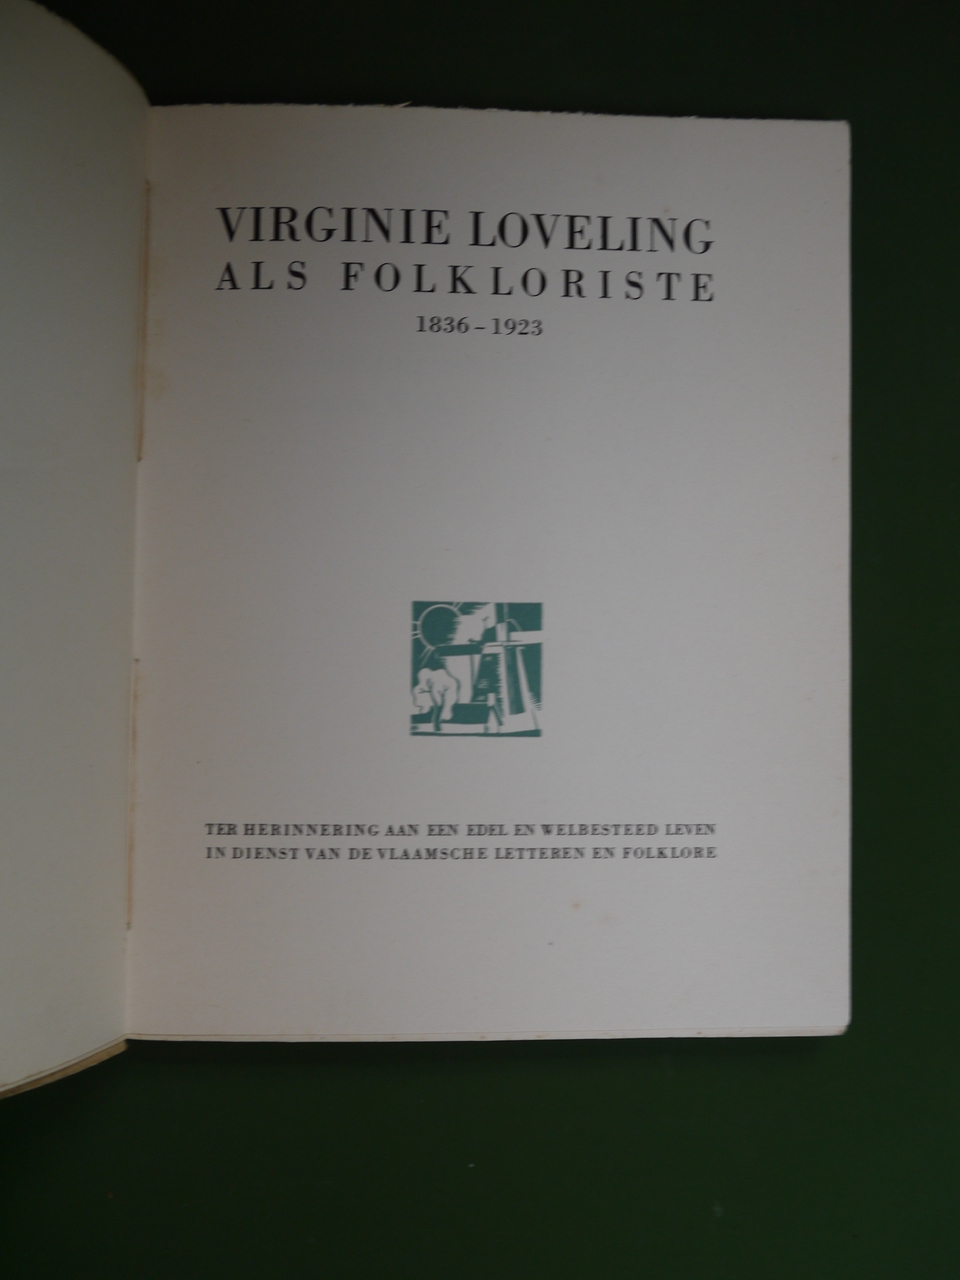 VIRGINIE LOVELING
ALS FOLKLORISTE
1836-1923
TER HERINNERING AAN EEN EDEL EN WELBESTEED LEVEN
IN DIENST VAN DE VLAAMSCHE LETTEREN EN FOLKLORE